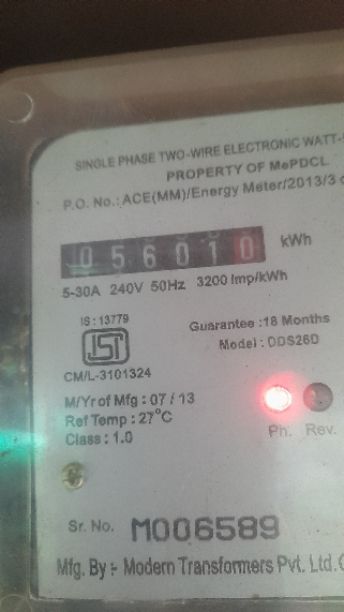 SINGLE PHASE TWO-WIRE ELECTRONIC
PROPERTY OF MePDCL
P.O. No.: ACE(MM)/Energy Meter/2013/3
056010 kWh
5-30A 240V 50Hz 3200 Imp/kWh
IS : 13779
Guarantee :18 Months
ISI
Model : DDS26D
CM/L-3101324
M/Yr of Mfg : 07 / 13
Ref Temp : 27°C
Class : 1.0
Ph. Rev.
Sr. No. M006589
Mfg. By :- Modern Transformers Pvt. Ltd.